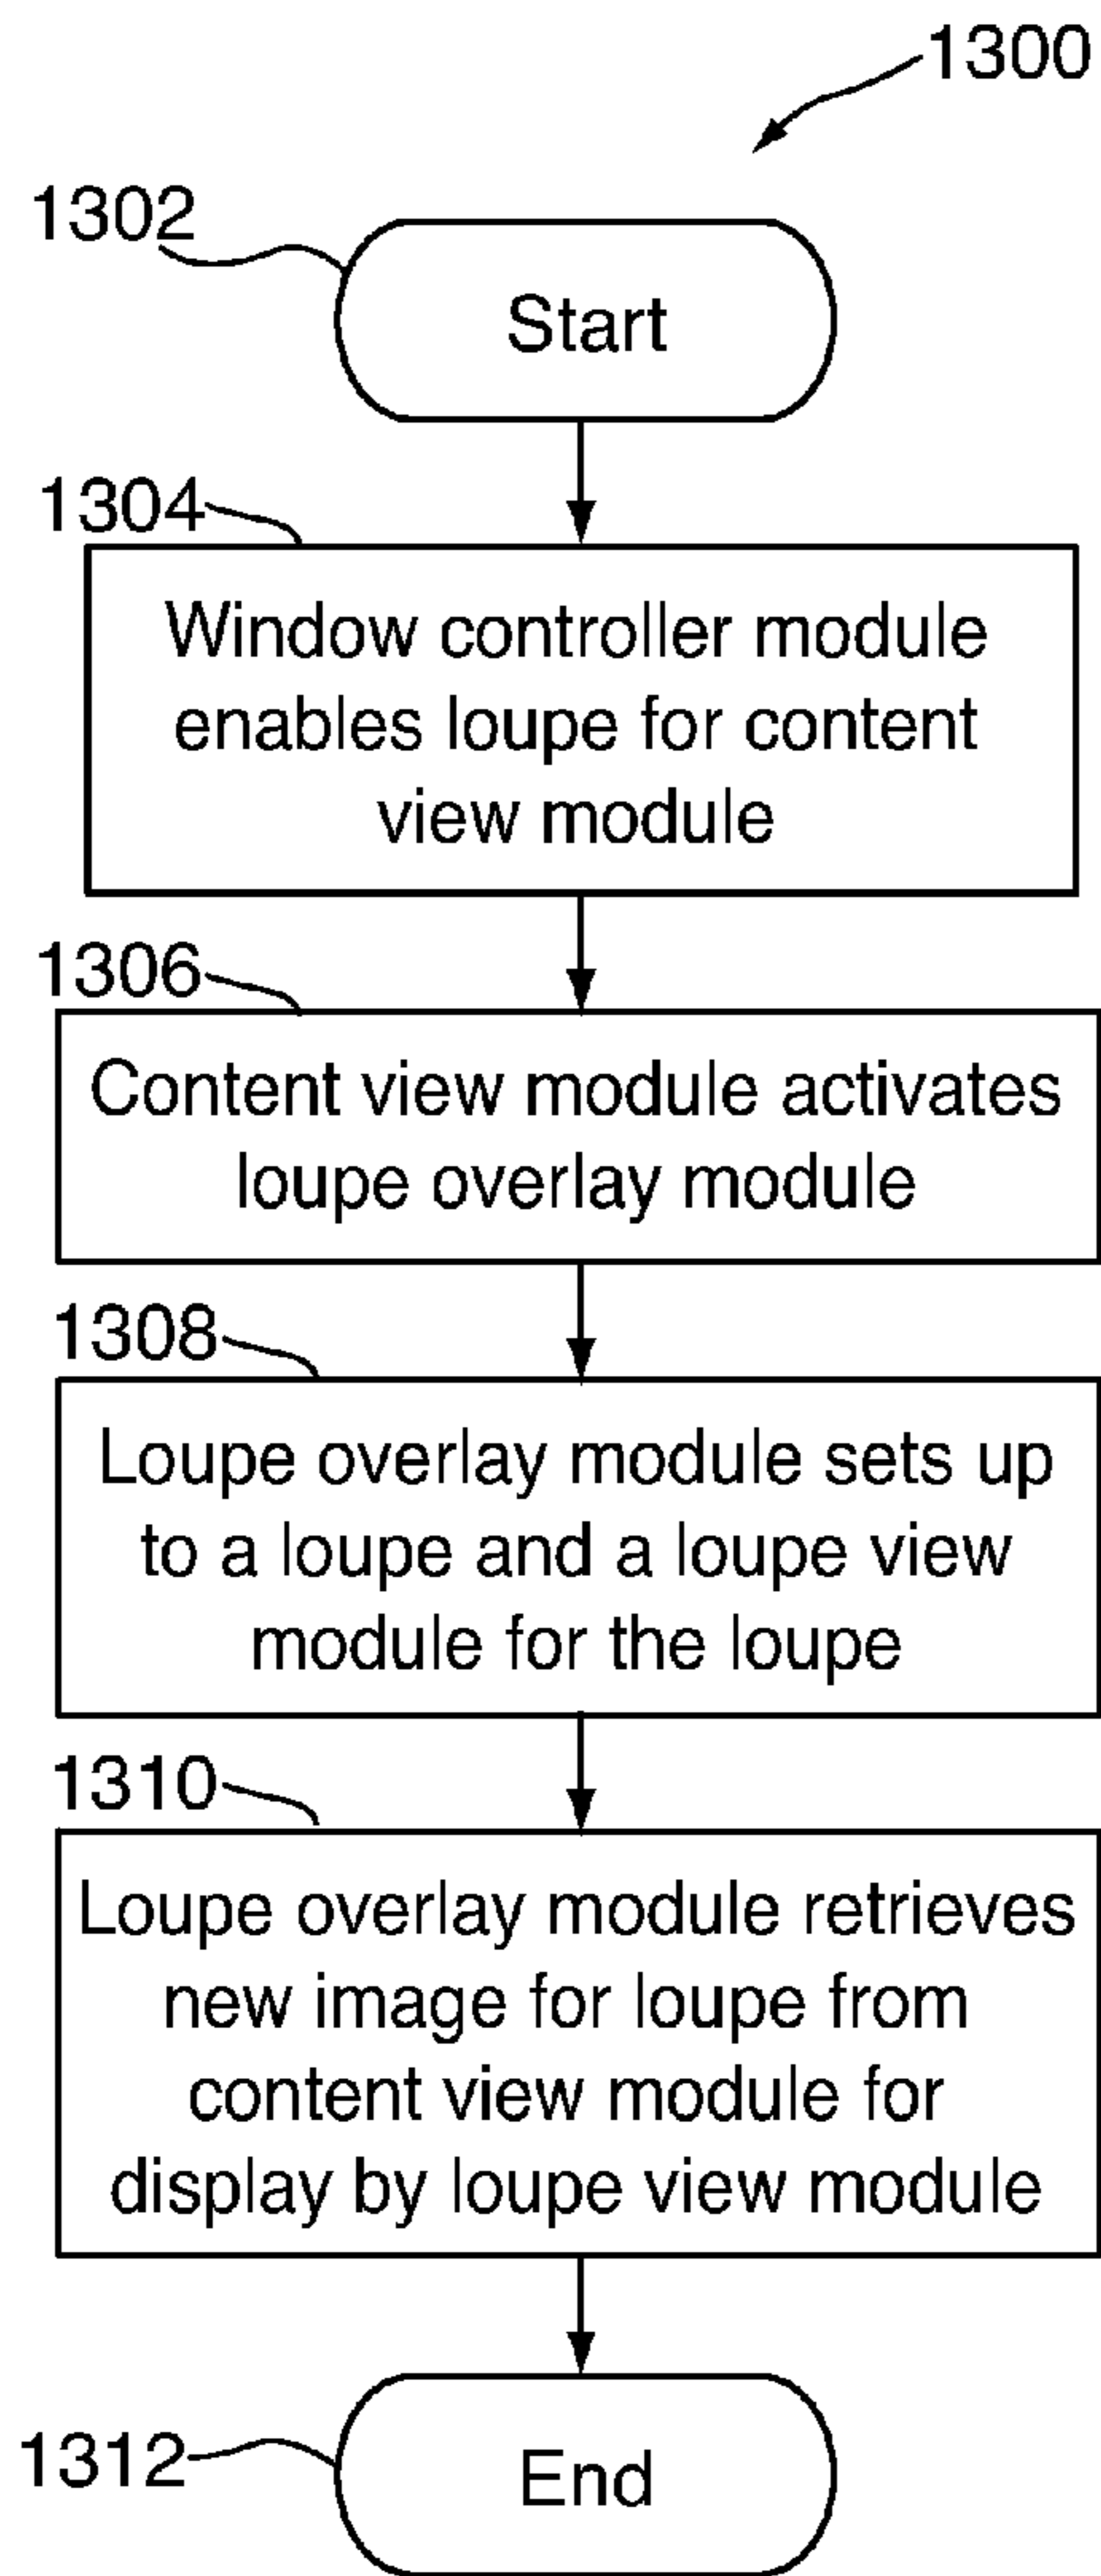 1300
1302
Start
1304
Window controller module
enables loupe for content
view module
1306
Content view module activates
loupe overlay module
1308
Loupe overlay module sets up
to a loupe and a loupe view
module for the loupe
1310
Loupe overlay module retrieves
new image for loupe from
content view module for
display by loupe view module
1312
End